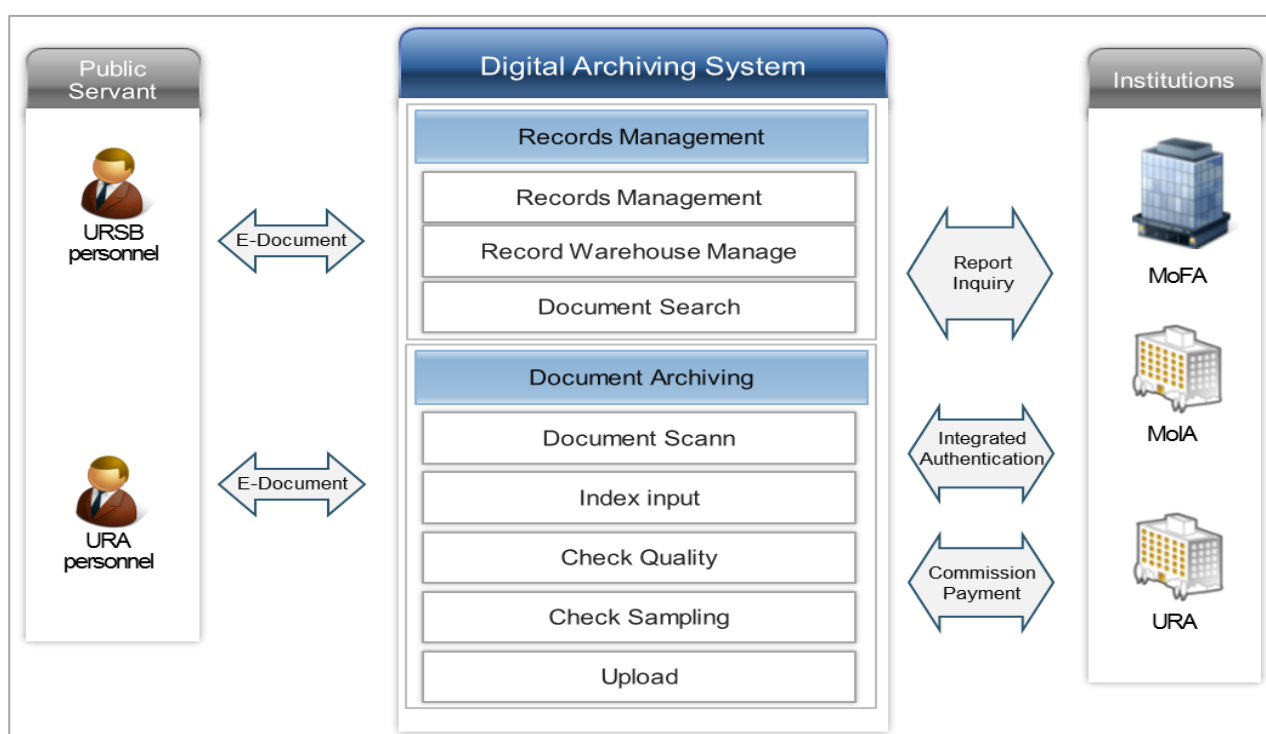 Public
Servant
URSB
personnel
URA
personnel
E-Document
E-Document
Digital Archiving System
Records Management
Records Management
Record Warehouse Manage
Document Search
Document Archiving
Document Scann
Index input
Check Quality
Check Sampling
Upload
Report
Inquiry
Integrated
Authentication
Commission
Payment
Institutions
MoFA
MoIA
URA